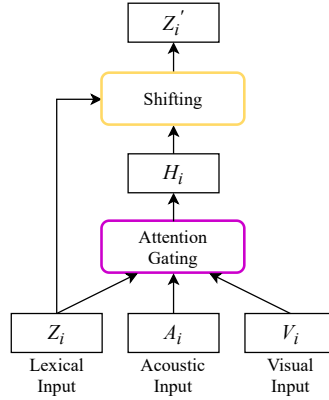 Z_i'
Shifting
H_i
Attention
Gating
Z_i A_i V_i
Lexical Input
Acoustic Input
Visual Input